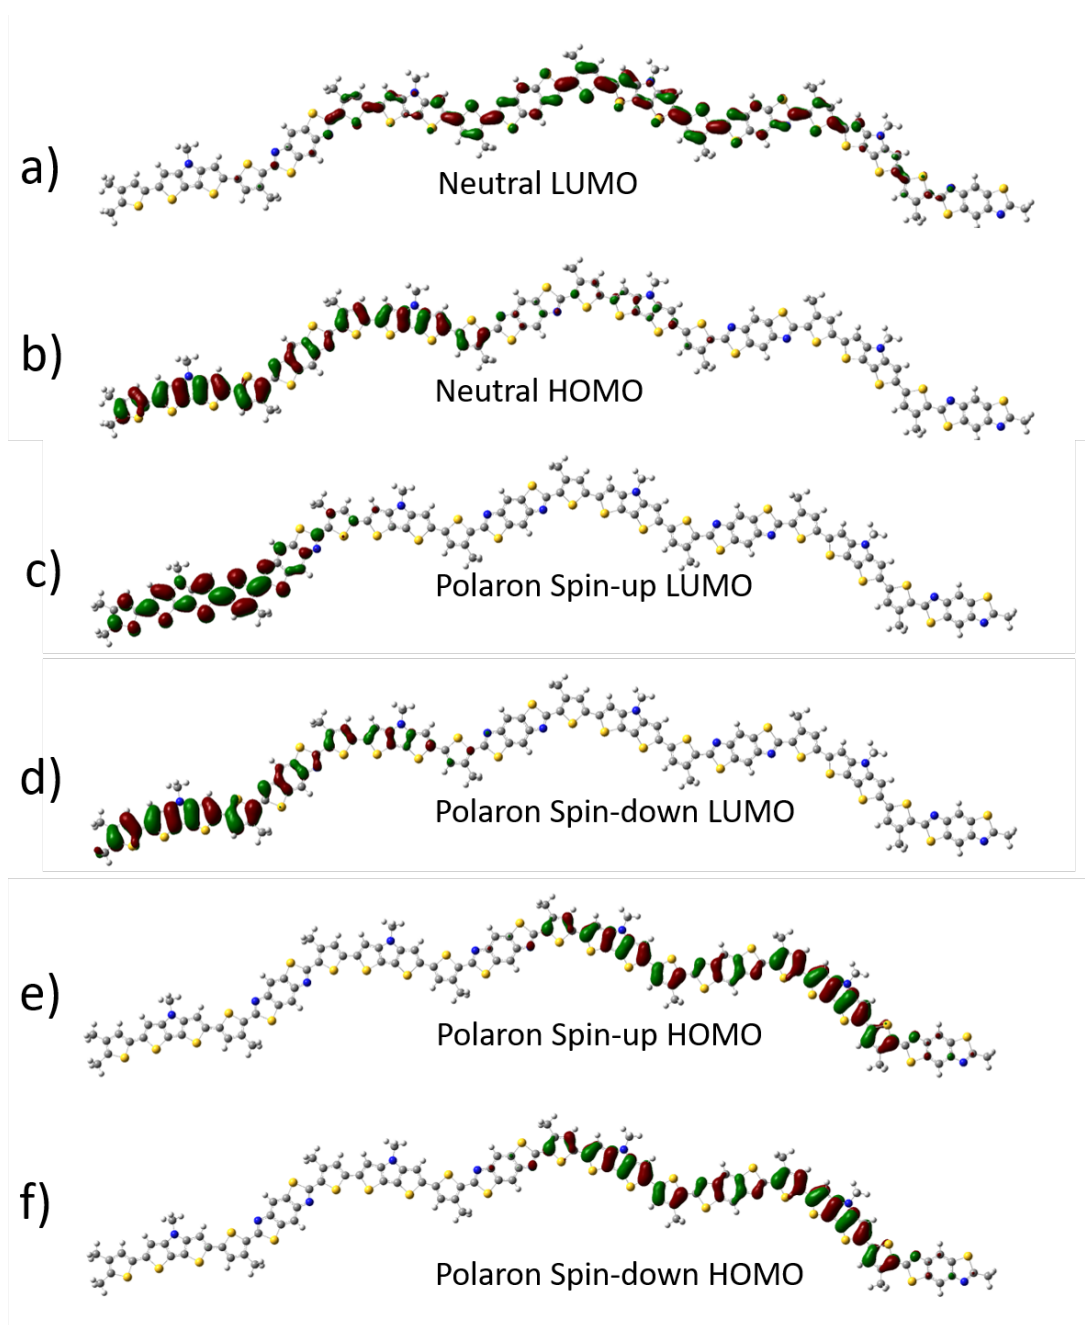 a)
Neutral LUMO
b)
Neutral HOMO
c)
Polaron Spin-up LUMO
d)
Polaron Spin-down LUMO
e)
Polaron Spin-up HOMO
f)
Polaron Spin-down HOMO